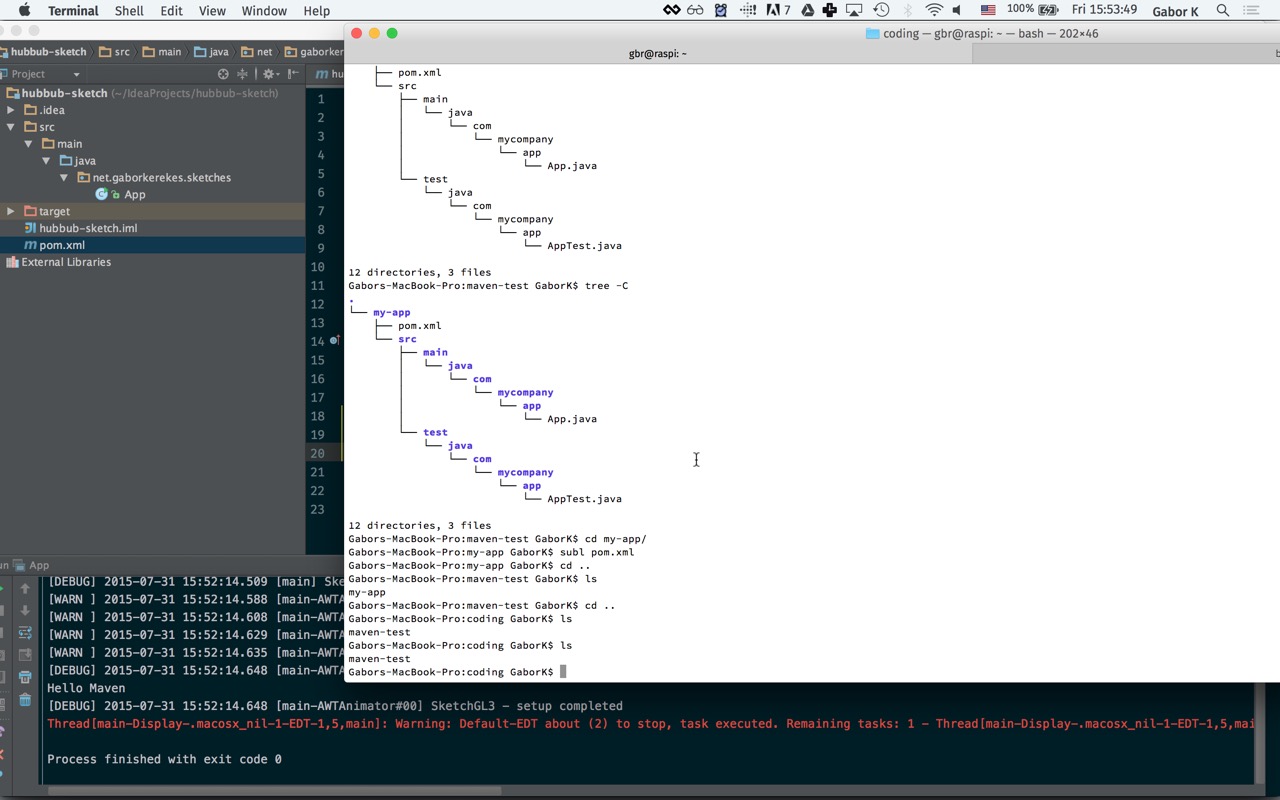 Terminal Shell Edit View Window Help
7
100%
Fri 15:53:49
Gabor K
hubbub-sketch src main java net gaborker
Project
hubbub-sketch (~/IdeaProjects/hubbub-sketch)
.idea
src
main
java
net.gaborkerekes.sketches
App
target
hubbub-sketch.iml
pom.xml
External Libraries
m hu
1
2
3
4
5
6
7
8
9
10
11
12
13
14
15
16
17
18
19
20
21
22
23
coding — gbr@raspi: ~ — bash — 202×46
gbr@raspi: ~
├── pom.xml
└── src
├── main
│   └── java
│       └── com
│           └── mycompany
│               └── app
│                   └── App.java
└── test
└── java
└── com
└── mycompany
└── app
└── AppTest.java
12 directories, 3 files
Gabors-MacBook-Pro:maven-test GaborK$ tree -C
.
└── my-app
├── pom.xml
└── src
├── main
│   └── java
│       └── com
│           └── mycompany
│               └── app
│                   └── App.java
└── test
└── java
└── com
└── mycompany
└── app
└── AppTest.java
12 directories, 3 files
Gabors-MacBook-Pro:maven-test GaborK$ cd my-app/
Gabors-MacBook-Pro:my-app GaborK$ subl pom.xml
Gabors-MacBook-Pro:my-app GaborK$ cd ..
Gabors-MacBook-Pro:maven-test GaborK$ ls
my-app
Gabors-MacBook-Pro:maven-test GaborK$ cd ..
Gabors-MacBook-Pro:coding GaborK$ ls
maven-test
Gabors-MacBook-Pro:coding GaborK$ ls
maven-test
Gabors-MacBook-Pro:coding GaborK$
un App
[DEBUG] 2015-07-31 15:52:14.509 [main] Ske
[WARN ] 2015-07-31 15:52:14.588 [main-AWTA
[WARN ] 2015-07-31 15:52:14.608 [main-AWTA
[WARN ] 2015-07-31 15:52:14.629 [main-AWTA
[WARN ] 2015-07-31 15:52:14.635 [main-AWTA
[DEBUG] 2015-07-31 15:52:14.648 [main-AWTA
Hello Maven
[DEBUG] 2015-07-31 15:52:14.648 [main-AWTAnimator#00] SketchGL3 - setup completed
Thread[main-Display-.macosx_nil-1-EDT-1,5,main]: Warning: Default-EDT about (2) to stop, task executed. Remaining tasks: 1 - Thread[main-Display-.macosx_nil-1-EDT-1,5,mai
Process finished with exit code 0